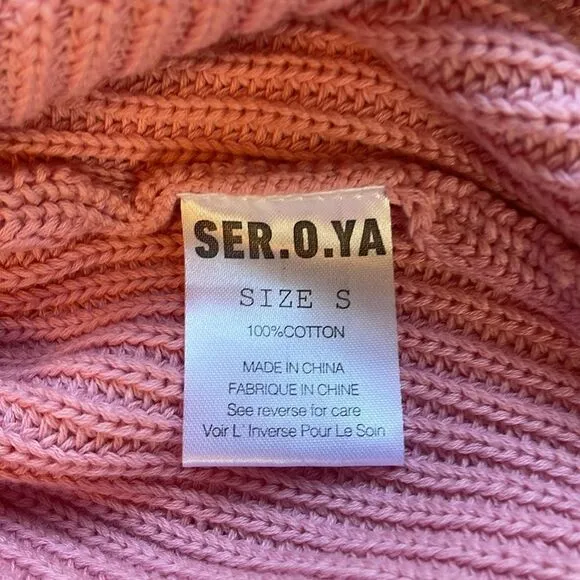 SER.O.YA
SIZE S
100%COTTON
MADE IN CHINA
FABRIQUE IN CHINE
See reverse for care
Voir L' Inverse Pour Le Soin